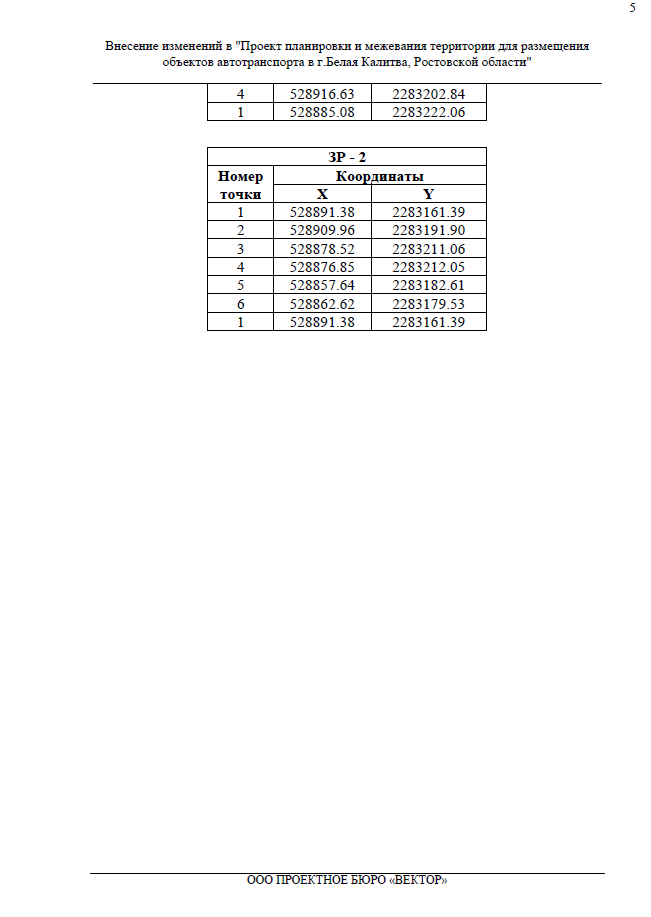 5
Внесение изменений в "Проект планировки и межевания территории для размещения
объектов автотранспорта в г.Белая Калитва, Ростовской области"
4 528916.63 2283202.84
1 528885.08 2283222.06
ЗР - 2
Номер точки Координаты
X Y
1 528891.38 2283161.39
2 528909.96 2283191.90
3 528878.52 2283211.06
4 528876.85 2283212.05
5 528857.64 2283182.61
6 528862.62 2283179.53
1 528891.38 2283161.39
ООО ПРОЕКТНОЕ БЮРО «ВЕКТОР»